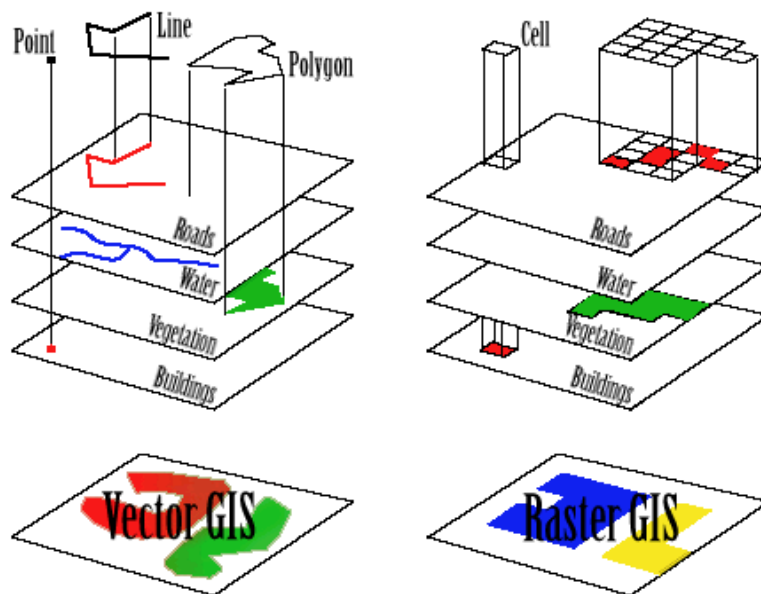 Point
Line
Polygon
Roads
Water
Vegetation
Buildings
Vector GIS
Cell
Roads
Water
Vegetation
Buildings
Raster GIS